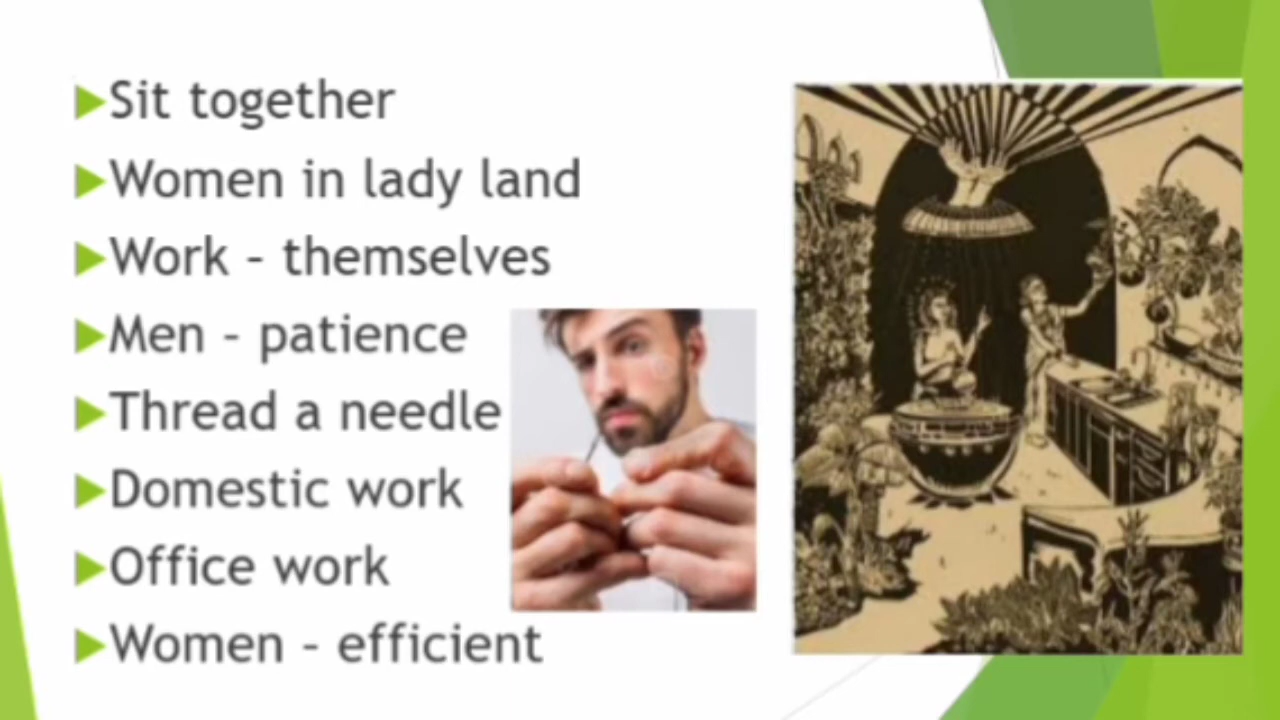 Sit together
Women in lady land
Work – themselves
Men – patience
Thread a needle
Domestic work
Office work
Women – efficient